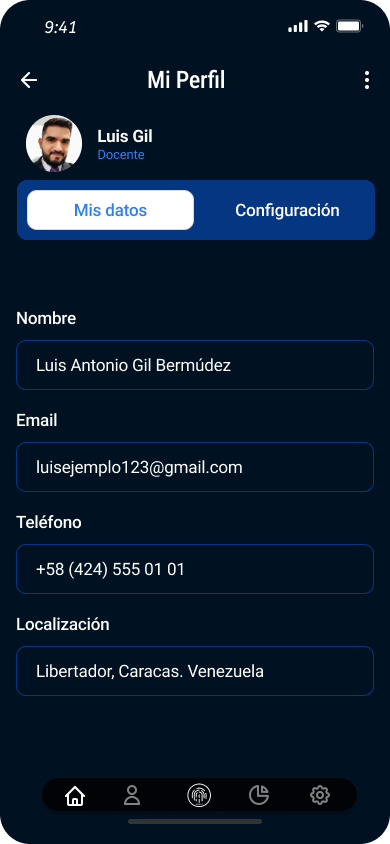 9:41
Mi Perfil
Luis Gil
Docente
Mis datos
Configuración
Nombre
Luis Antonio Gil Bermúdez
Email
luisejemplo123@gmail.com
Teléfono
+58 (424) 555 01 01
Localización
Libertador, Caracas. Venezuela